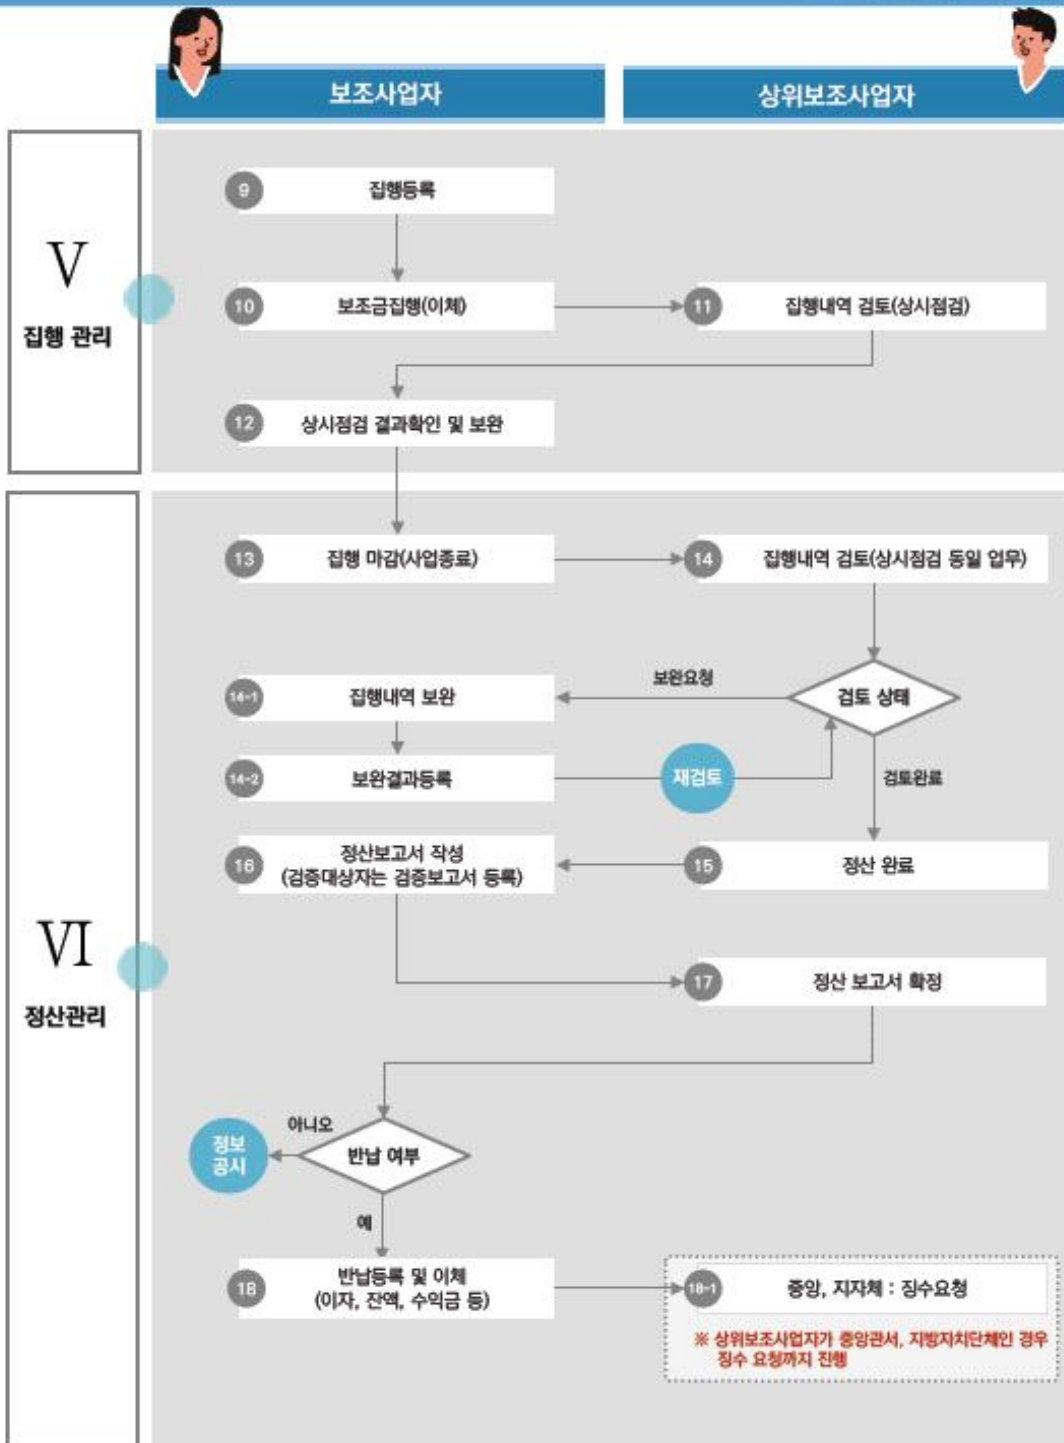 보조사업자
상위보조사업자
Ⅴ
집행 관리
9
집행등록
10
보조금집행(이체)
11
집행내역 검토(상시점검)
12
상시점검 결과확인 및 보완
Ⅵ
정산관리
13
집행 마감(사업종료)
14
집행내역 검토(상시점검 동일 업무)
검토 상태
보완요청
14-1
집행내역 보완
14-2
보완결과등록
재검토
검토완료
15
정산 완료
16
정산보고서 작성
(검증대상자는 검증보고서 등록)
17
정산 보고서 확정
반납 여부
아니오
정보
공시
예
18
반납등록 및 이체
(이자, 잔액, 수익금 등)
18-1
중앙, 지자체 : 징수요청
※ 상위보조사업자가 중앙관서, 지방자치단체인 경우
징수 요청까지 진행